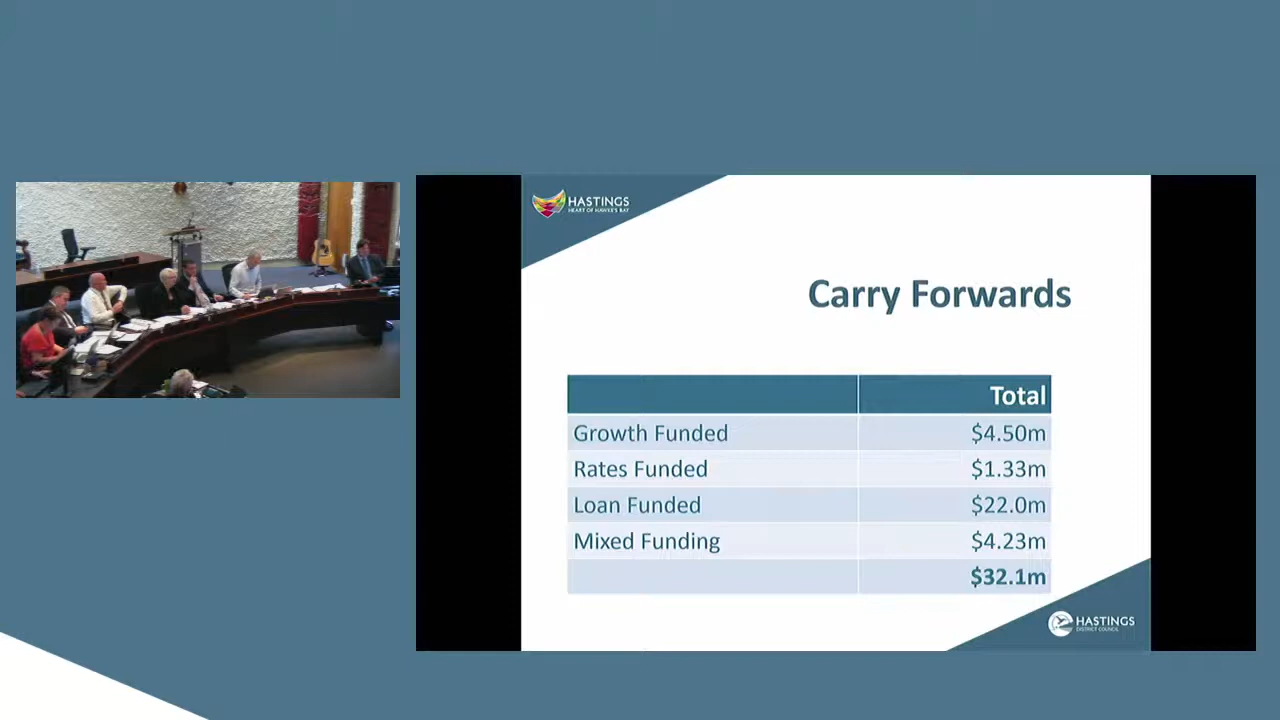 HASTINGS
HEART OF HAWKE'S BAY
Carry Forwards
Total
Growth Funded $4.50m
Rates Funded $1.33m
Loan Funded $22.0m
Mixed Funding $4.23m
$32.1m
HASTINGS
DISTRICT COUNCIL